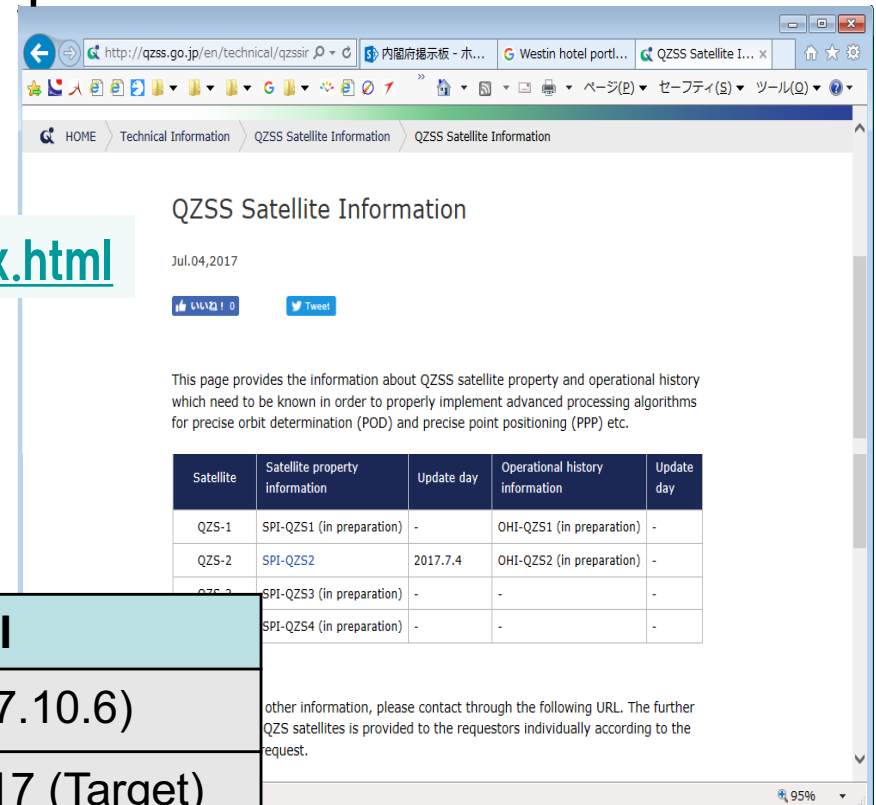 http://qzss.go.jp/en/technical/qzssir
内閣府掲示板 - ホ...
G Westin hotel portl...
QZSS Satellite I... ×
ページ(P) セーフティ(S) ツール(O)
HOME Technical Information QZSS Satellite Information QZSS Satellite Information
QZSS Satellite Information
x.html
Jul.04,2017
いいね！ 0 Tweet
This page provides the information about QZSS satellite property and operational history
which need to be known in order to properly implement advanced processing algorithms
for precise orbit determination (POD) and precise point positioning (PPP) etc.
Satellite Satellite property information Update day Operational history information Update day
QZS-1 SPI-QZS1 (in preparation) - OHI-QZS1 (in preparation) -
QZS-2 SPI-QZS2 2017.7.4 OHI-QZS2 (in preparation) -
SPI-QZS3 (in preparation) - - -
SPI-QZS4 (in preparation) - - -
7.10.6)
other information, please contact through the following URL. The further
QZS satellites is provided to the requestors individually according to the
request.
17 (Target)
95%